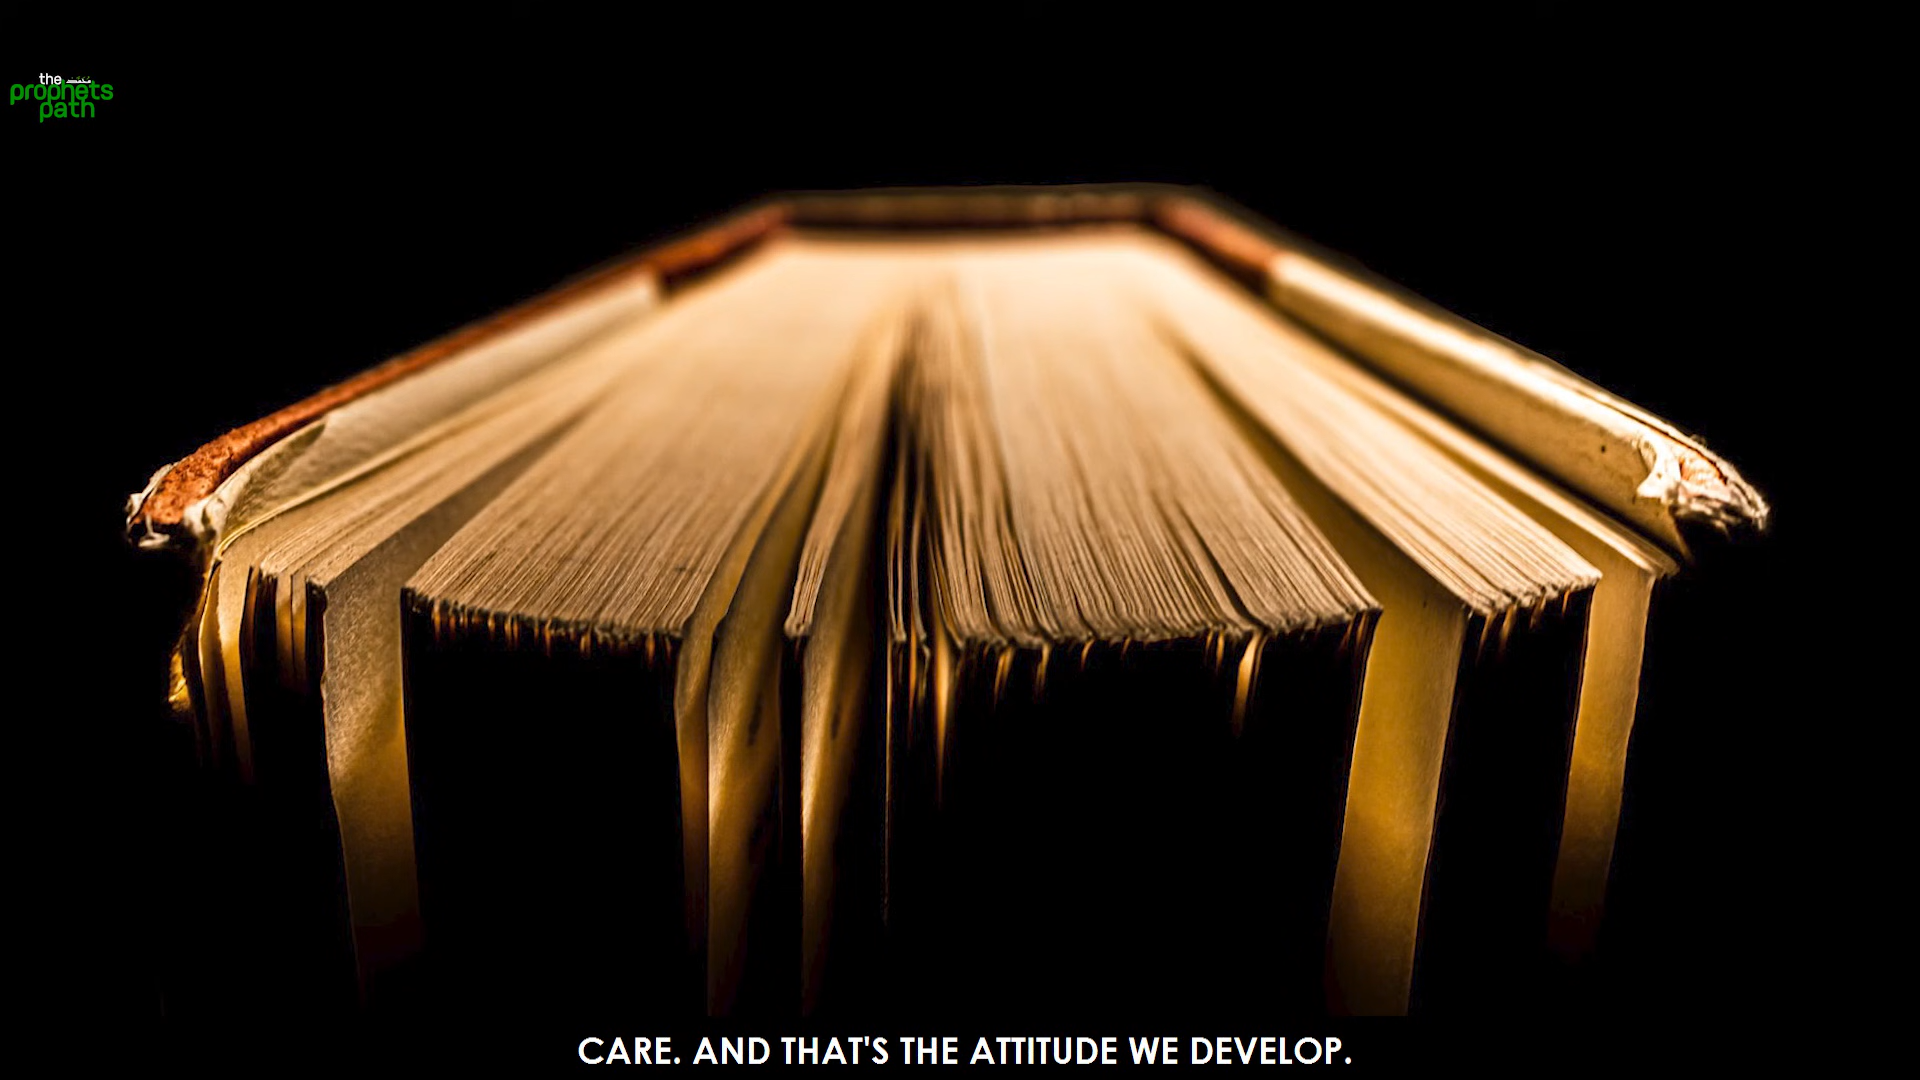 the
prophets
path
CARE. AND THAT'S THE ATTITUDE WE DEVELOP.